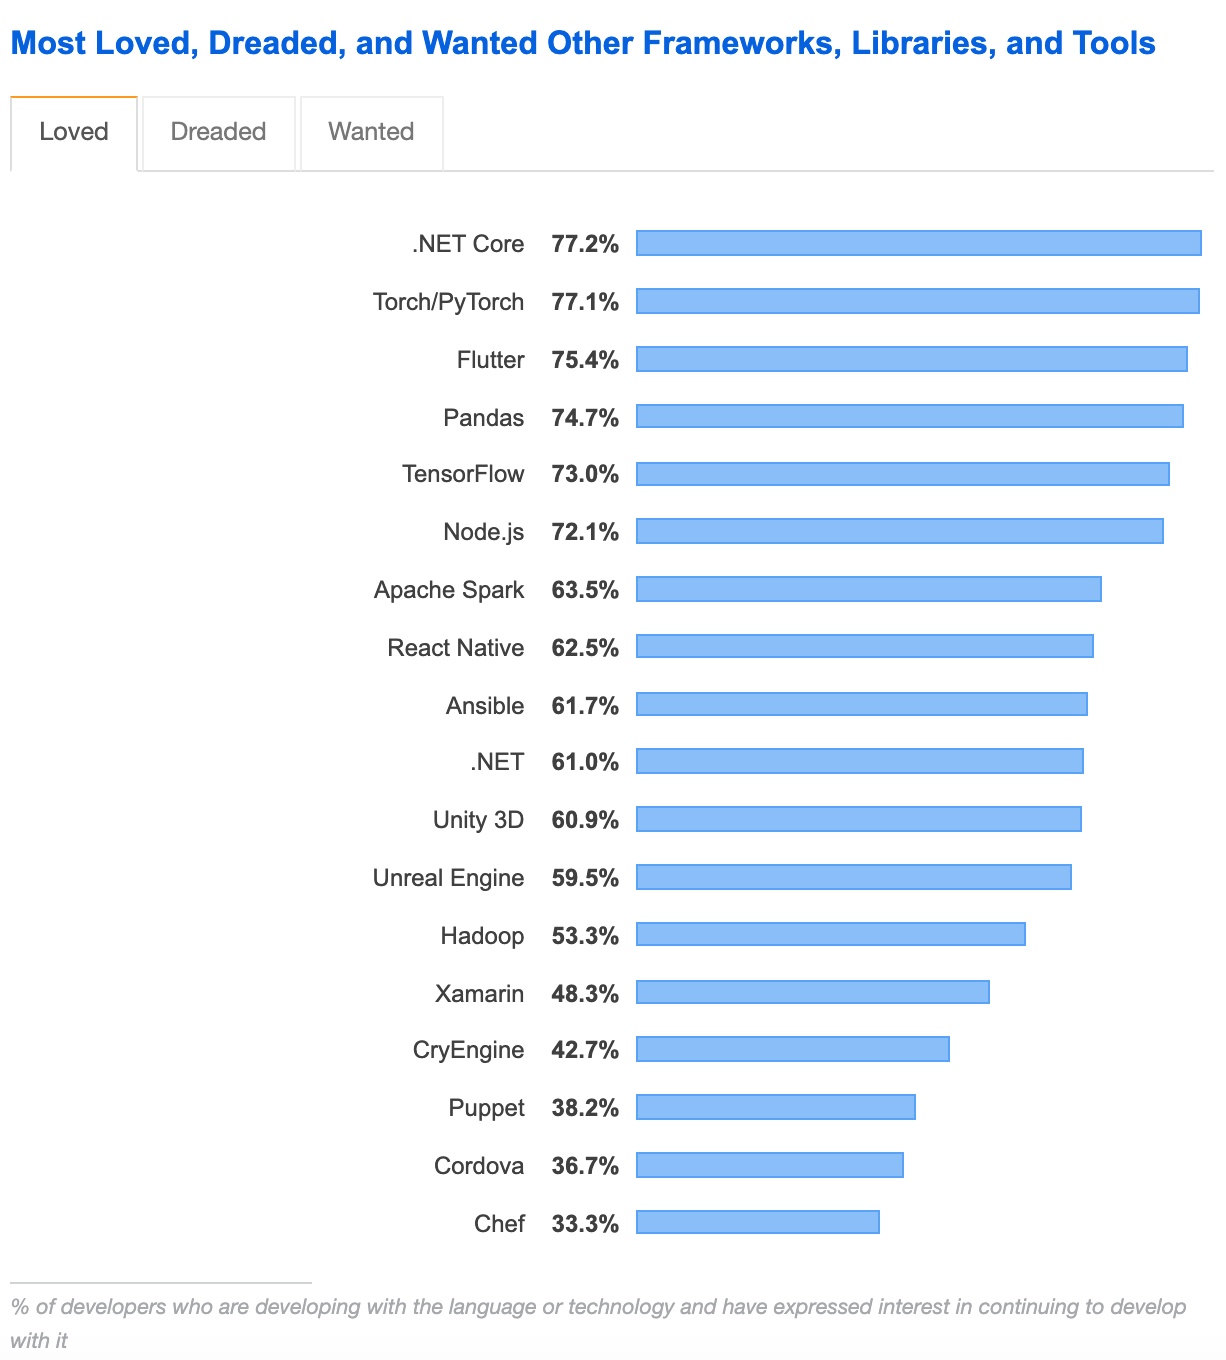 Most Loved, Dreaded, and Wanted Other Frameworks, Libraries, and Tools
Loved Dreaded Wanted
.NET Core 77.2%
Torch/PyTorch 77.1%
Flutter 75.4%
Pandas 74.7%
TensorFlow 73.0%
Node.js 72.1%
Apache Spark 63.5%
React Native 62.5%
Ansible 61.7%
.NET 61.0%
Unity 3D 60.9%
Unreal Engine 59.5%
Hadoop 53.3%
Xamarin 48.3%
CryEngine 42.7%
Puppet 38.2%
Cordova 36.7%
Chef 33.3%
% of developers who are developing with the language or technology and have expressed interest in continuing to develop
with it